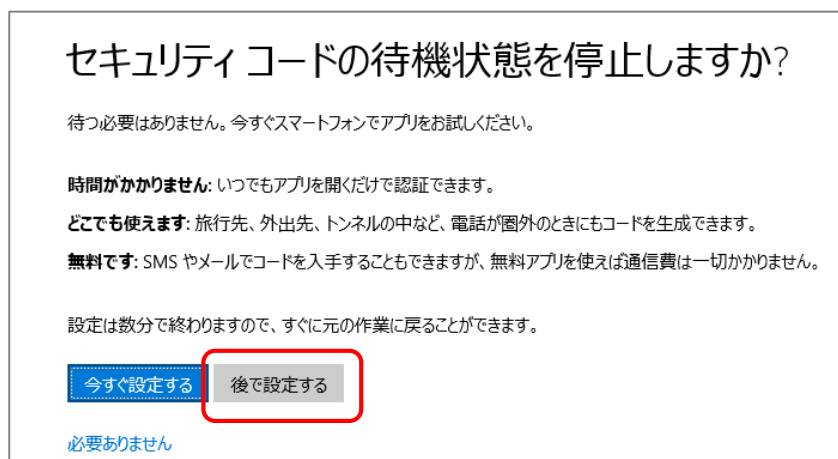 セキュリティ コードの待機状態を停止しますか?
待つ必要はありません。今すぐスマートフォンでアプリをお試しください。
時間がかかりません: いつでもアプリを開くだけで認証できます。
どこでも使えます: 旅行先、外出先、トンネルの中など、電話が圏外のときにもコードを生成できます。
無料です: SMS やメールでコードを入手することもできますが、無料アプリを使えば通信費は一切かかりません。
設定は数分で終わりますので、すぐに元の作業に戻ることができます。
今すぐ設定する 後で設定する
必要ありません